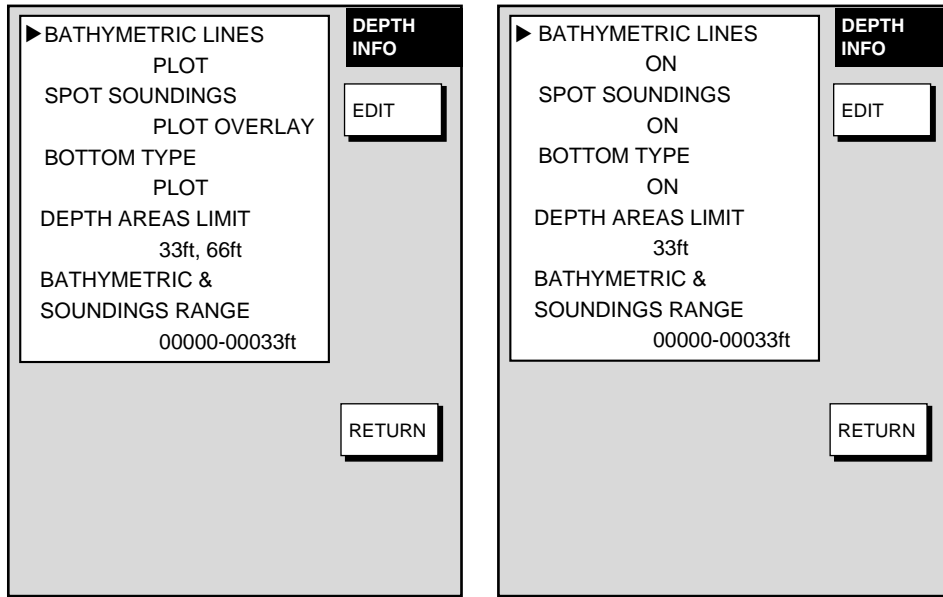 ▶BATHYMETRIC LINES
PLOT
SPOT SOUNDINGS
PLOT OVERLAY
BOTTOM TYPE
PLOT
DEPTH AREAS LIMIT
33ft, 66ft
BATHYMETRIC &
SOUNDINGS RANGE
00000-00033ft
DEPTH
INFO
EDIT
RETURN
▶ BATHYMETRIC LINES
ON
SPOT SOUNDINGS
ON
BOTTOM TYPE
ON
DEPTH AREAS LIMIT
33ft
BATHYMETRIC &
SOUNDINGS RANGE
00000-00033ft
DEPTH
INFO
EDIT
RETURN